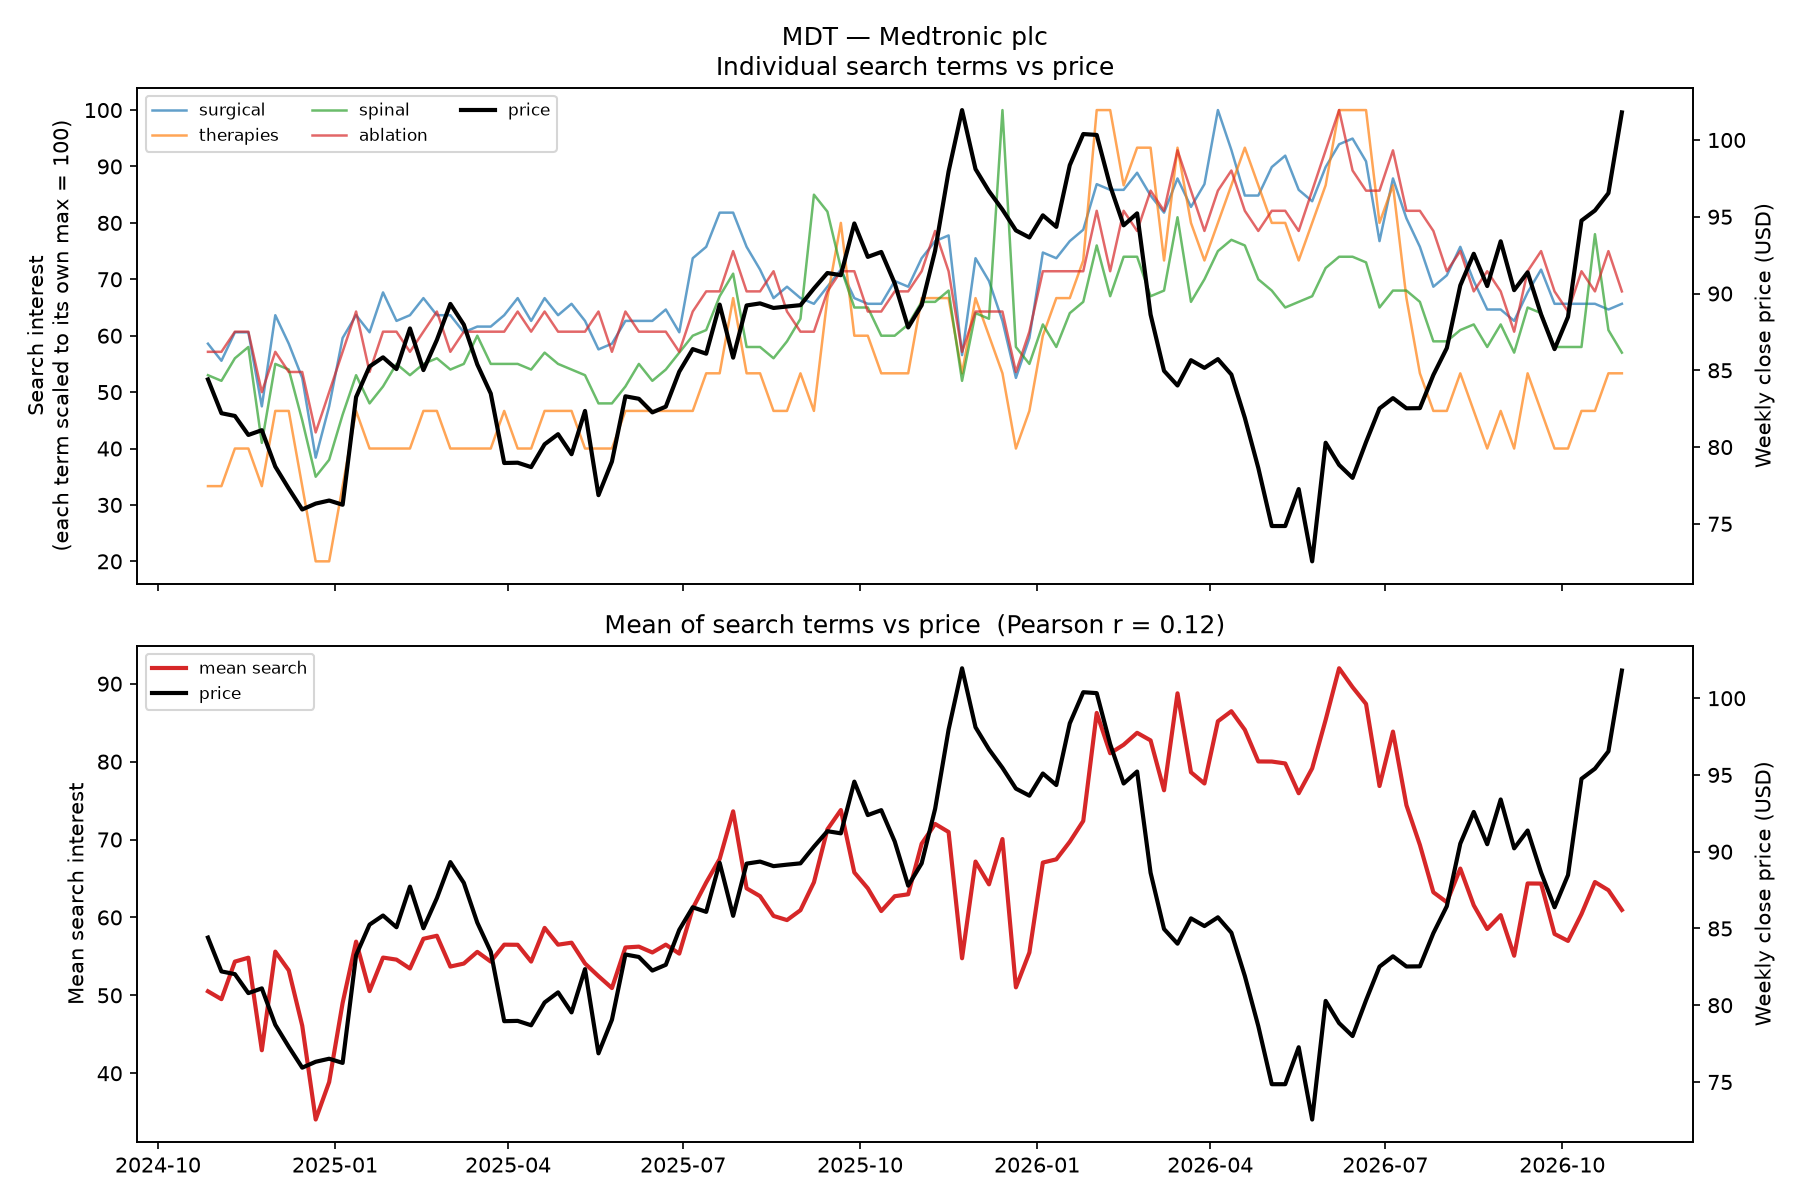 MDT — Medtronic plc
Individual search terms vs price
surgical
therapies
spinal
ablation
price
Search interest
(each term scaled to its own max = 100)
100
90
80
70
60
50
40
30
20
Weekly close price (USD)
100
95
90
85
80
75
Mean of search terms vs price (Pearson r = 0.12)
mean search
price
Mean search interest
90
80
70
60
50
40
Weekly close price (USD)
100
95
90
85
80
75
2024-10
2025-01
2025-04
2025-07
2025-10
2026-01
2026-04
2026-07
2026-10